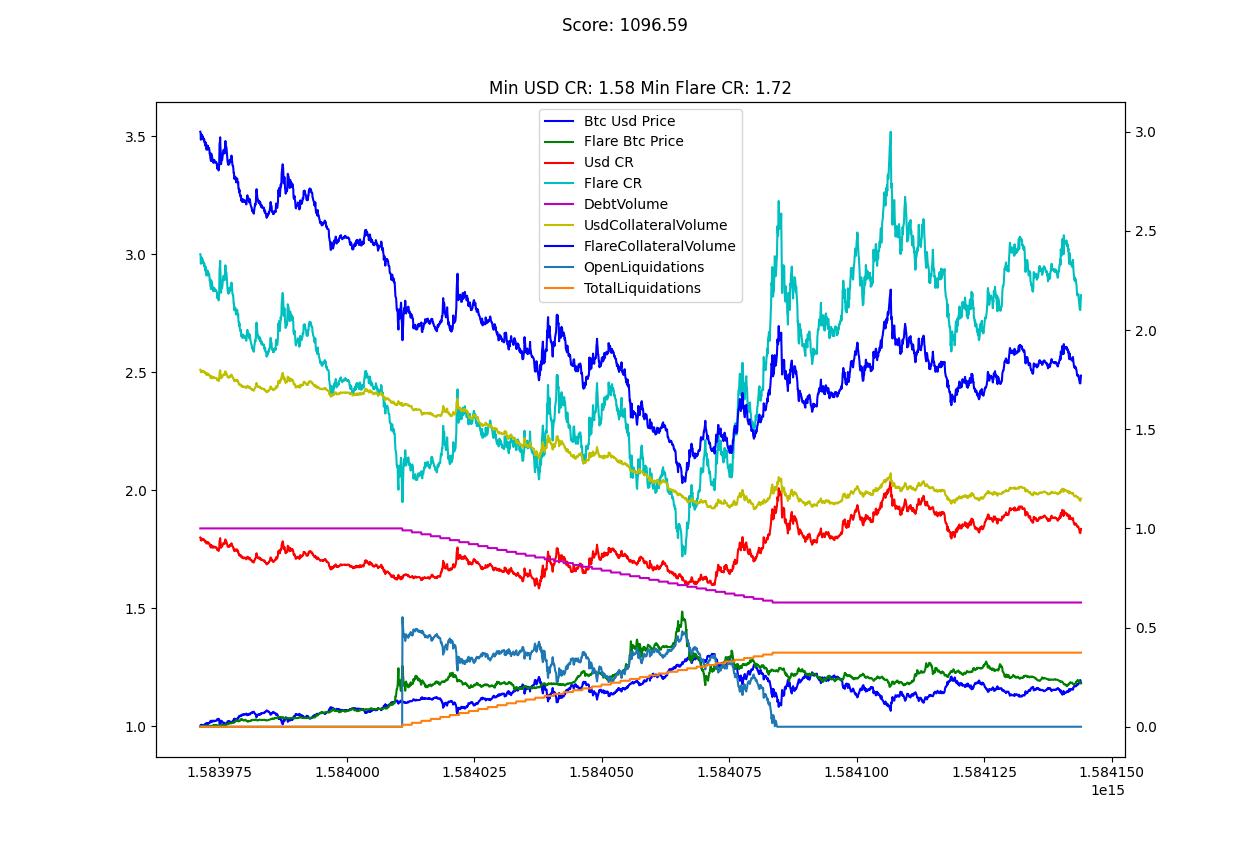 Score: 1096.59
Min USD CR: 1.58 Min Flare CR: 1.72
Btc Usd Price
Flare Btc Price
Usd CR
Flare CR
DebtVolume
UsdCollateralVolume
FlareCollateralVolume
OpenLiquidations
TotalLiquidations
3.5
3.0
2.5
2.0
1.5
1.0
3.0
2.5
2.0
1.5
1.0
0.5
0.0
1.583975 1.584000 1.584025 1.584050 1.584075 1.584100 1.584125 1.584150
1e15